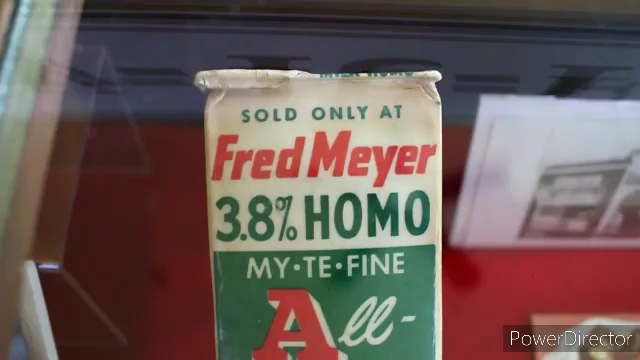 SOLD ONLY AT
Fred Meyer
3.8% HOMO
MY·TE·FINE
All-
PowerDirector